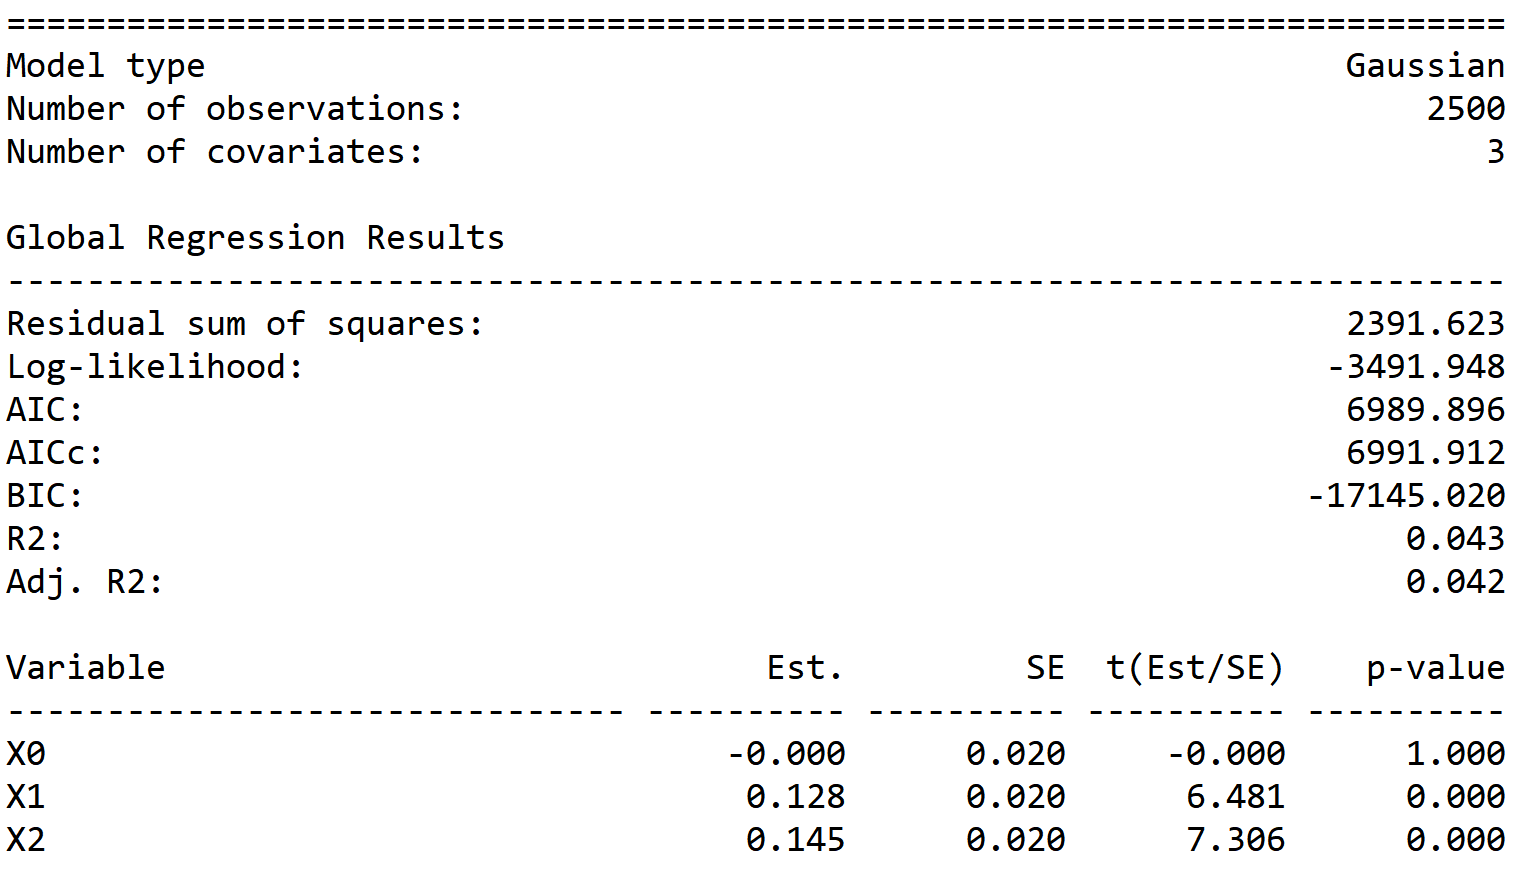 ===========================================================================
Model type                                                         Gaussian
Number of observations:                                                2500
Number of covariates:                                                     3

Global Regression Results
---------------------------------------------------------------------------
Residual sum of squares:                                           2391.623
Log-likelihood:                                                   -3491.948
AIC:                                                               6989.896
AICc:                                                              6991.912
BIC:                                                             -17145.020
R2:                                                                   0.043
Adj. R2:                                                              0.042

Variable                              Est.         SE  t(Est/SE)    p-value
------------------------------- ---------- ---------- ---------- ----------
X0                                  -0.000      0.020     -0.000      1.000
X1                                   0.128      0.020      6.481      0.000
X2                                   0.145      0.020      7.306      0.000